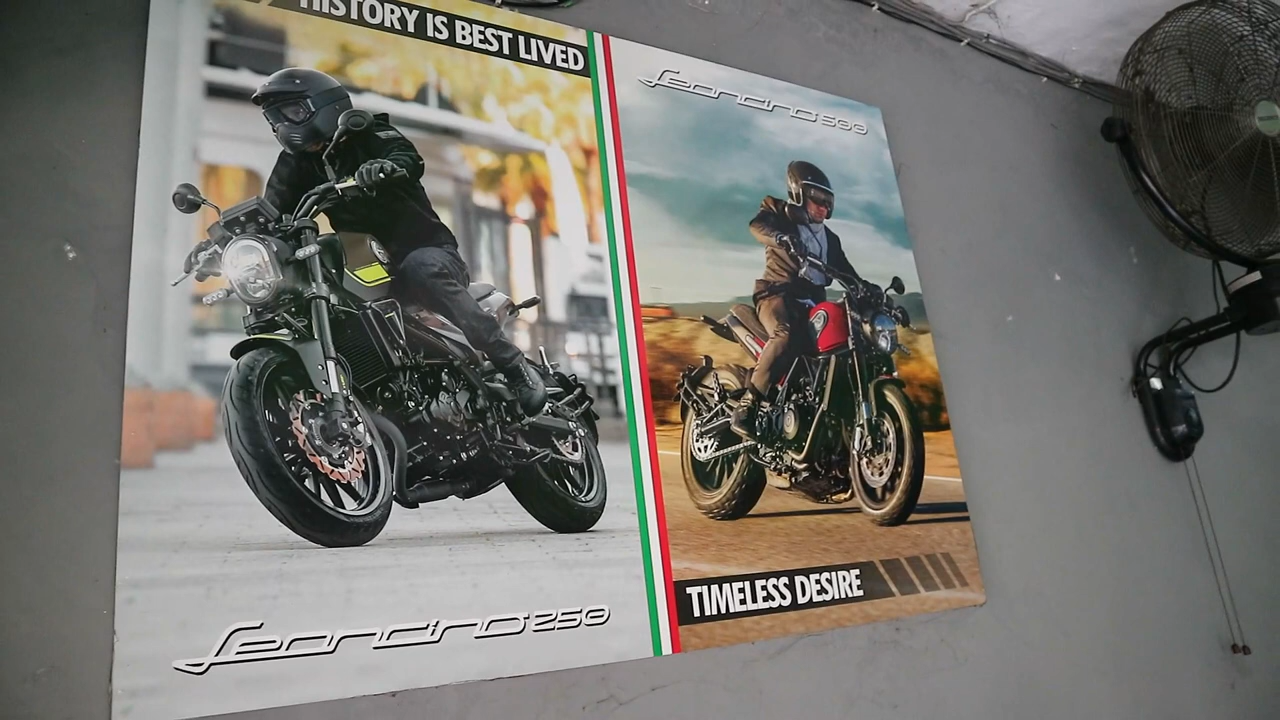 HISTORY IS BEST LIVED
Leoncino 250
Leoncino 500
TIMELESS DESIRE